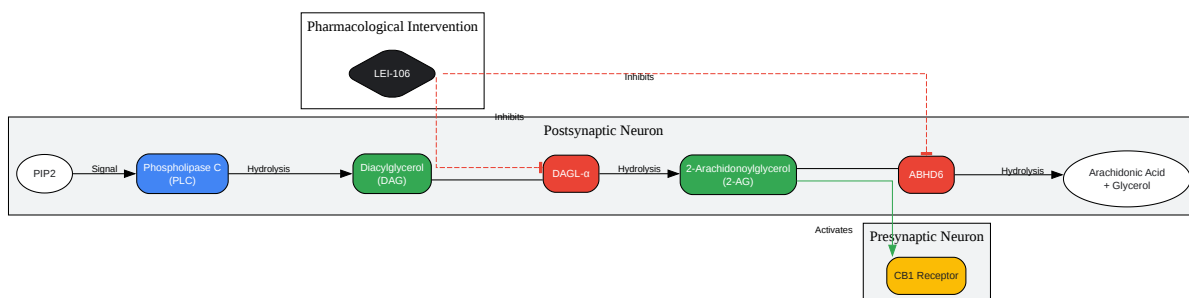 Pharmacological Intervention
LEI-106
Inhibits
Inhibits
Postsynaptic Neuron
PIP2
Signal
Phospholipase C
(PLC)
Hydrolysis
Diacylglycerol
(DAG)
DAGL-α
Hydrolysis
2-Arachidonoylglycerol
(2-AG)
ABHD6
Hydrolysis
Arachidonic Acid
+ Glycerol
Activates
Presynaptic Neuron
CB1 Receptor